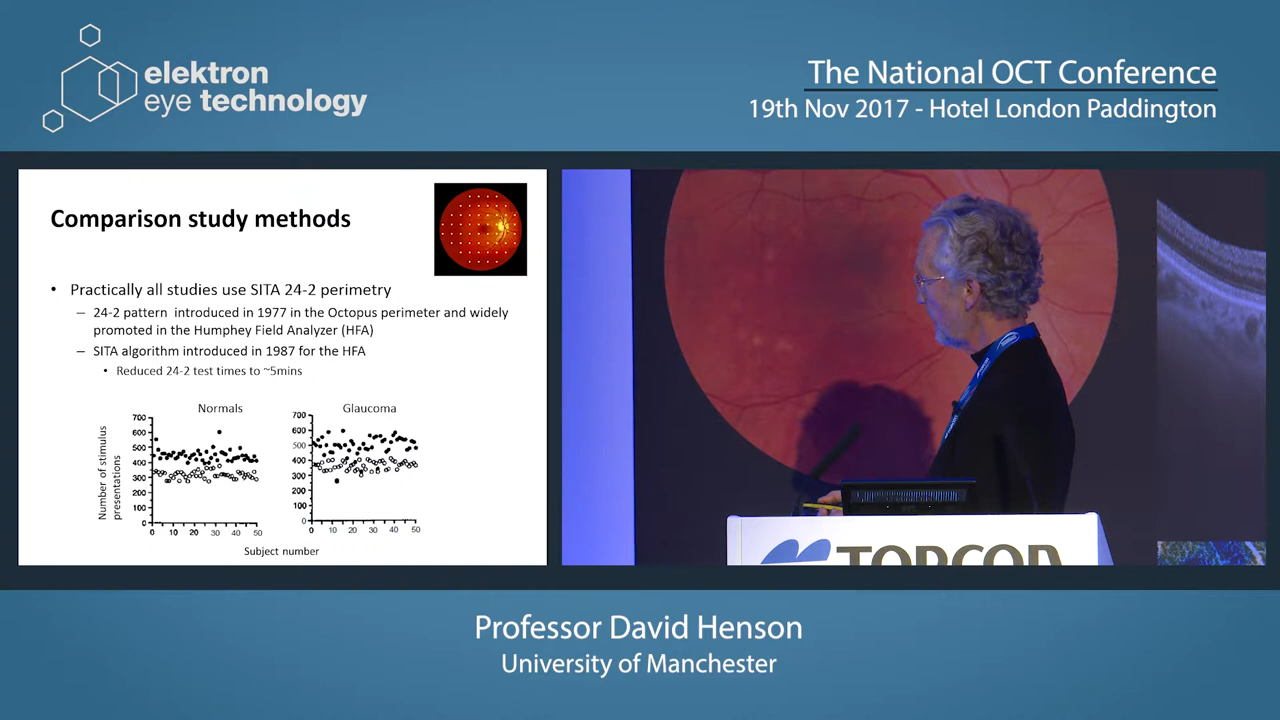 elektron
eye technology
The National OCT Conference
19th Nov 2017 - Hotel London Paddington
Comparison study methods
• Practically all studies use SITA 24-2 perimetry
– 24-2 pattern introduced in 1977 in the Octopus perimeter and widely
promoted in the Humphey Field Analyzer (HFA)
– SITA algorithm introduced in 1987 for the HFA
• Reduced 24-2 test times to ~5mins
Normals
Glaucoma
Number of stimulus
presentations
700
600
500
400
300
200
100
0
0 10 20 30 40 50
700
600
500
400
300
200
100
0
0 10 20 30 40 50
Subject number
TOPCON
Professor David Henson
University of Manchester